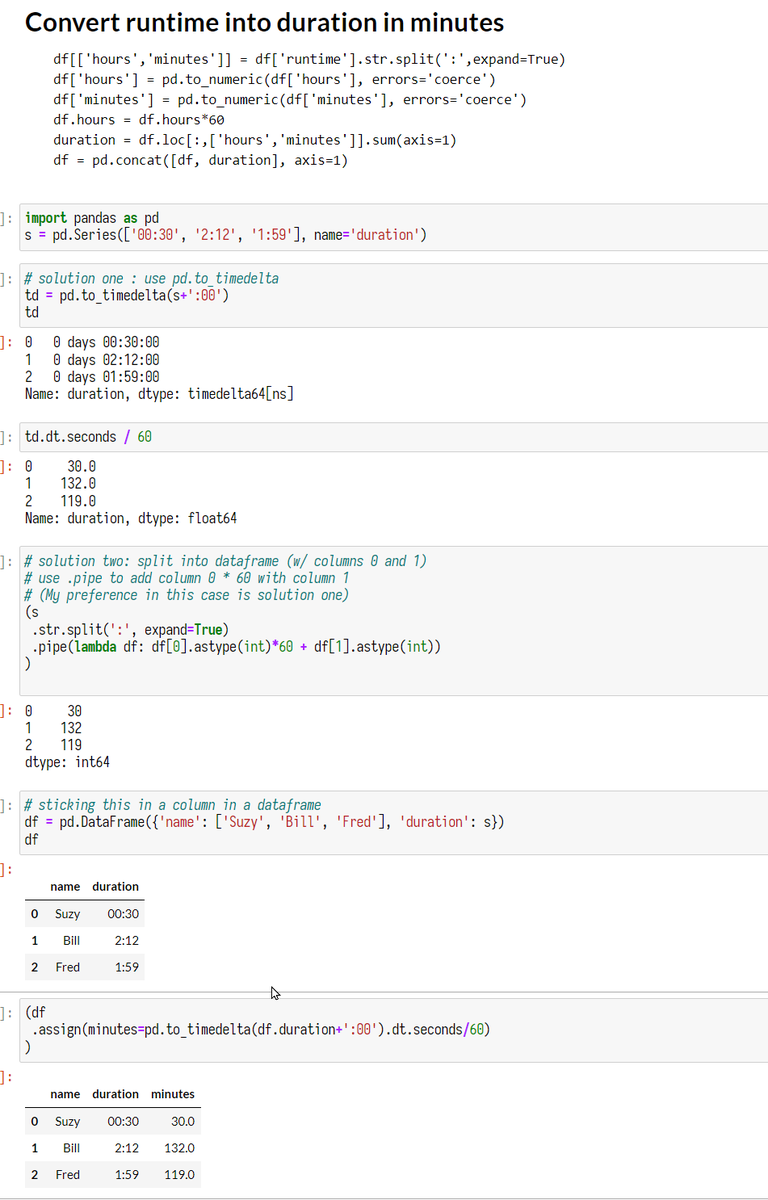 Convert runtime into duration in minutes
df[['hours','minutes']] = df['runtime'].str.split(':',expand=True)
df['hours'] = pd.to_numeric(df['hours'], errors='coerce')
df['minutes'] = pd.to_numeric(df['minutes'], errors='coerce')
df.hours = df.hours*60
duration = df.loc[:,['hours','minutes']].sum(axis=1)
df = pd.concat([df, duration], axis=1)
]: import pandas as pd
s = pd.Series(['00:30', '2:12', '1:59'], name='duration')
]: # solution one : use pd.to_timedelta
td = pd.to_timedelta(s+':00')
td
]: 0   0 days 00:30:00
1   0 days 02:12:00
2   0 days 01:59:00
Name: duration, dtype: timedelta64[ns]
]: td.dt.seconds / 60
]: 0     30.0
1    132.0
2    119.0
Name: duration, dtype: float64
]: # solution two: split into dataframe (w/ columns 0 and 1)
# use .pipe to add column 0 * 60 with column 1
# (My preference in this case is solution one)
(s
 .str.split(':', expand=True)
 .pipe(lambda df: df[0].astype(int)*60 + df[1].astype(int))
)
]: 0     30
1    132
2    119
dtype: int64
]: # sticking this in a column in a dataframe
df = pd.DataFrame({'name': ['Suzy', 'Bill', 'Fred'], 'duration': s})
df
]:
name duration
0 Suzy 00:30
1 Bill 2:12
2 Fred 1:59
]: (df
 .assign(minutes=pd.to_timedelta(df.duration+':00').dt.seconds/60)
)
]:
name duration minutes
0 Suzy 00:30 30.0
1 Bill 2:12 132.0
2 Fred 1:59 119.0